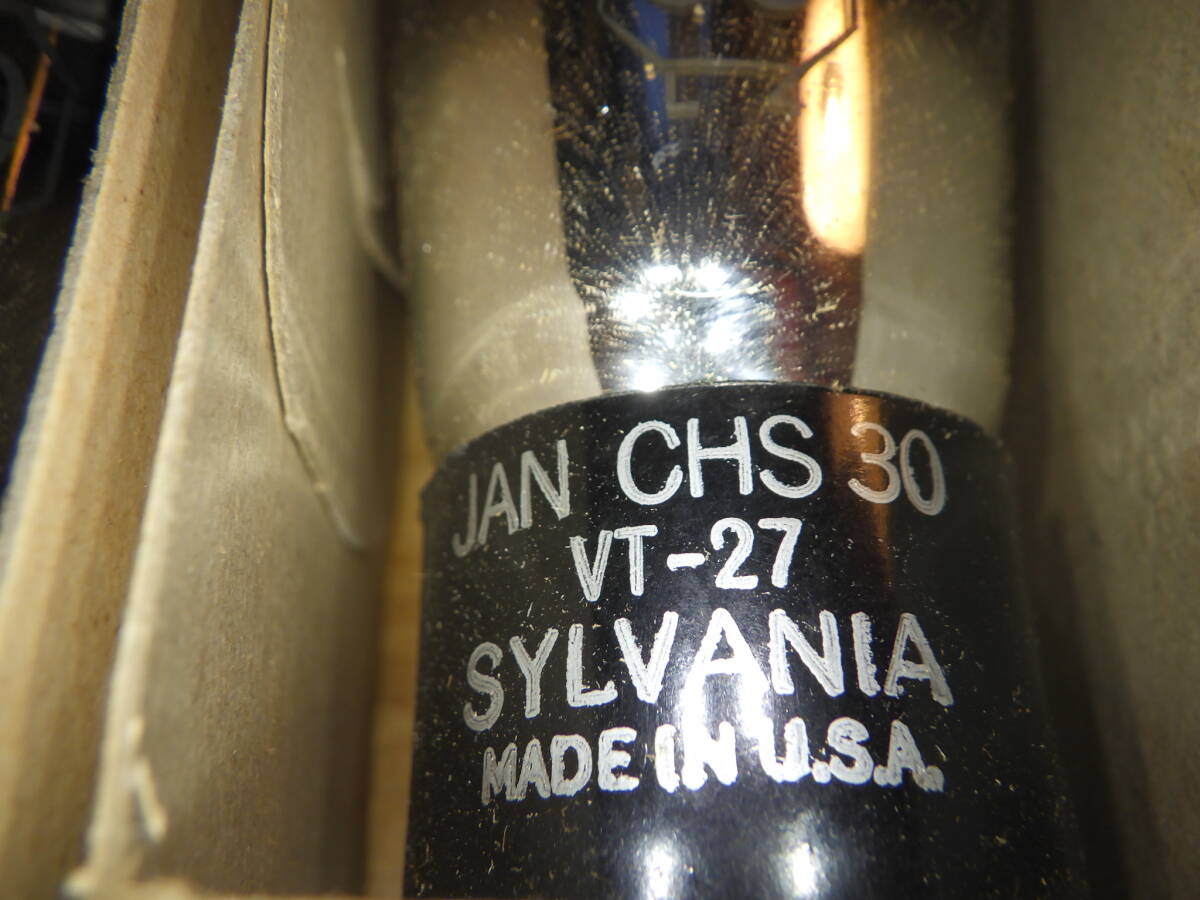 JAN CHS 30
VT-27
SYLVANIA
MADE IN U.S.A.